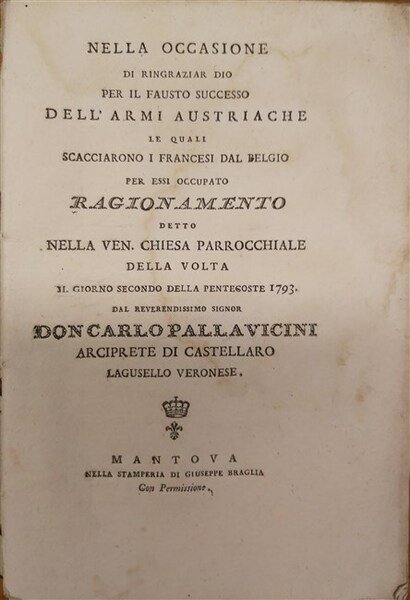 NELLA OCCASIONE
DI RINGRAZIAR DIO
PER IL FAUSTO SUCCESSO
DELL' ARMI AUSTRIACHE
LE QUALI
SCACCIARONO I FRANCESI DAL BELGIO
PER ESSI OCCUPATO
RAGIONAMENTO
DETTO
NELLA VEN. CHIESA PARROCCHIALE
DELLA VOLTA
IL GIORNO SECONDO DELLA PENTECOSTE 1793.
DAL REVERENDISSIMO SIGNOR
DON CARLO PALLAVICINI
ARCIPRETE DI CASTELLARO
LAGUSELLO VERONESE.
MANTOVA
NELLA STAMPERIA DI GIUSEPPE BRAGLIA
Con Permissione.